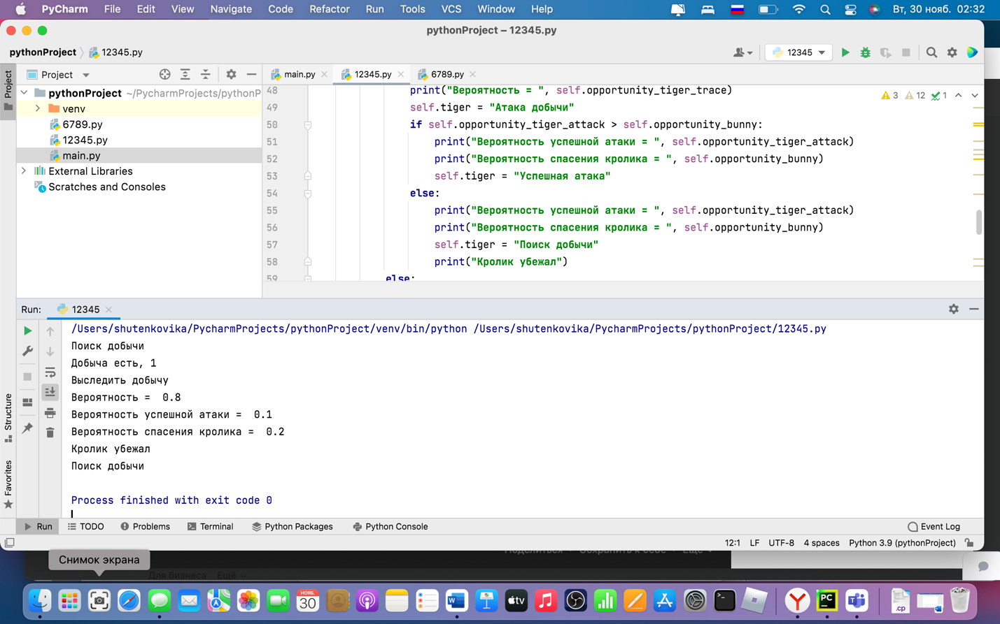 PyCharm File Edit View Navigate Code Refactor Run Tools VCS Window Help Вт, 30 нояб. 02:32
pythonProject – 12345.py
pythonProject 12345.py 12345
Project main.py 12345.py 6789.py
Project
pythonProject ~/PycharmProjects/pythonP
venv
6789.py
12345.py
main.py
External Libraries
Scratches and Consoles
3 12 1
48 print("Вероятность = ", self.opportunity_tiger_trace)
49 self.tiger = "Атака добычи"
50 if self.opportunity_tiger_attack > self.opportunity_bunny:
51 print("Вероятность успешной атаки = ", self.opportunity_tiger_attack)
52 print("Вероятность спасения кролика = ", self.opportunity_bunny)
53 self.tiger = "Успешная атака"
54 else:
55 print("Вероятность успешной атаки = ", self.opportunity_tiger_attack)
56 print("Вероятность спасения кролика = ", self.opportunity_bunny)
57 self.tiger = "Поиск добычи"
58 print("Кролик убежал")
59 else:
Run: 12345
/Users/shutenkovika/PycharmProjects/pythonProject/venv/bin/python /Users/shutenkovika/PycharmProjects/pythonProject/12345.py
Поиск добычи
Добыча есть, 1
Выследить добычу
Вероятность =  0.8
Вероятность успешной атаки =  0.1
Вероятность спасения кролика =  0.2
Кролик убежал
Поиск добычи
Process finished with exit code 0
Structure
Favorites
Run TODO Problems Terminal Python Packages Python Console Event Log
12:1 LF UTF-8 4 spaces Python 3.9 (pythonProject)
Поделиться Сохранить к себе Ещё
Снимок экрана
Для бизнеса Ещё
НОЯБ.
30
tv
PC
.cp